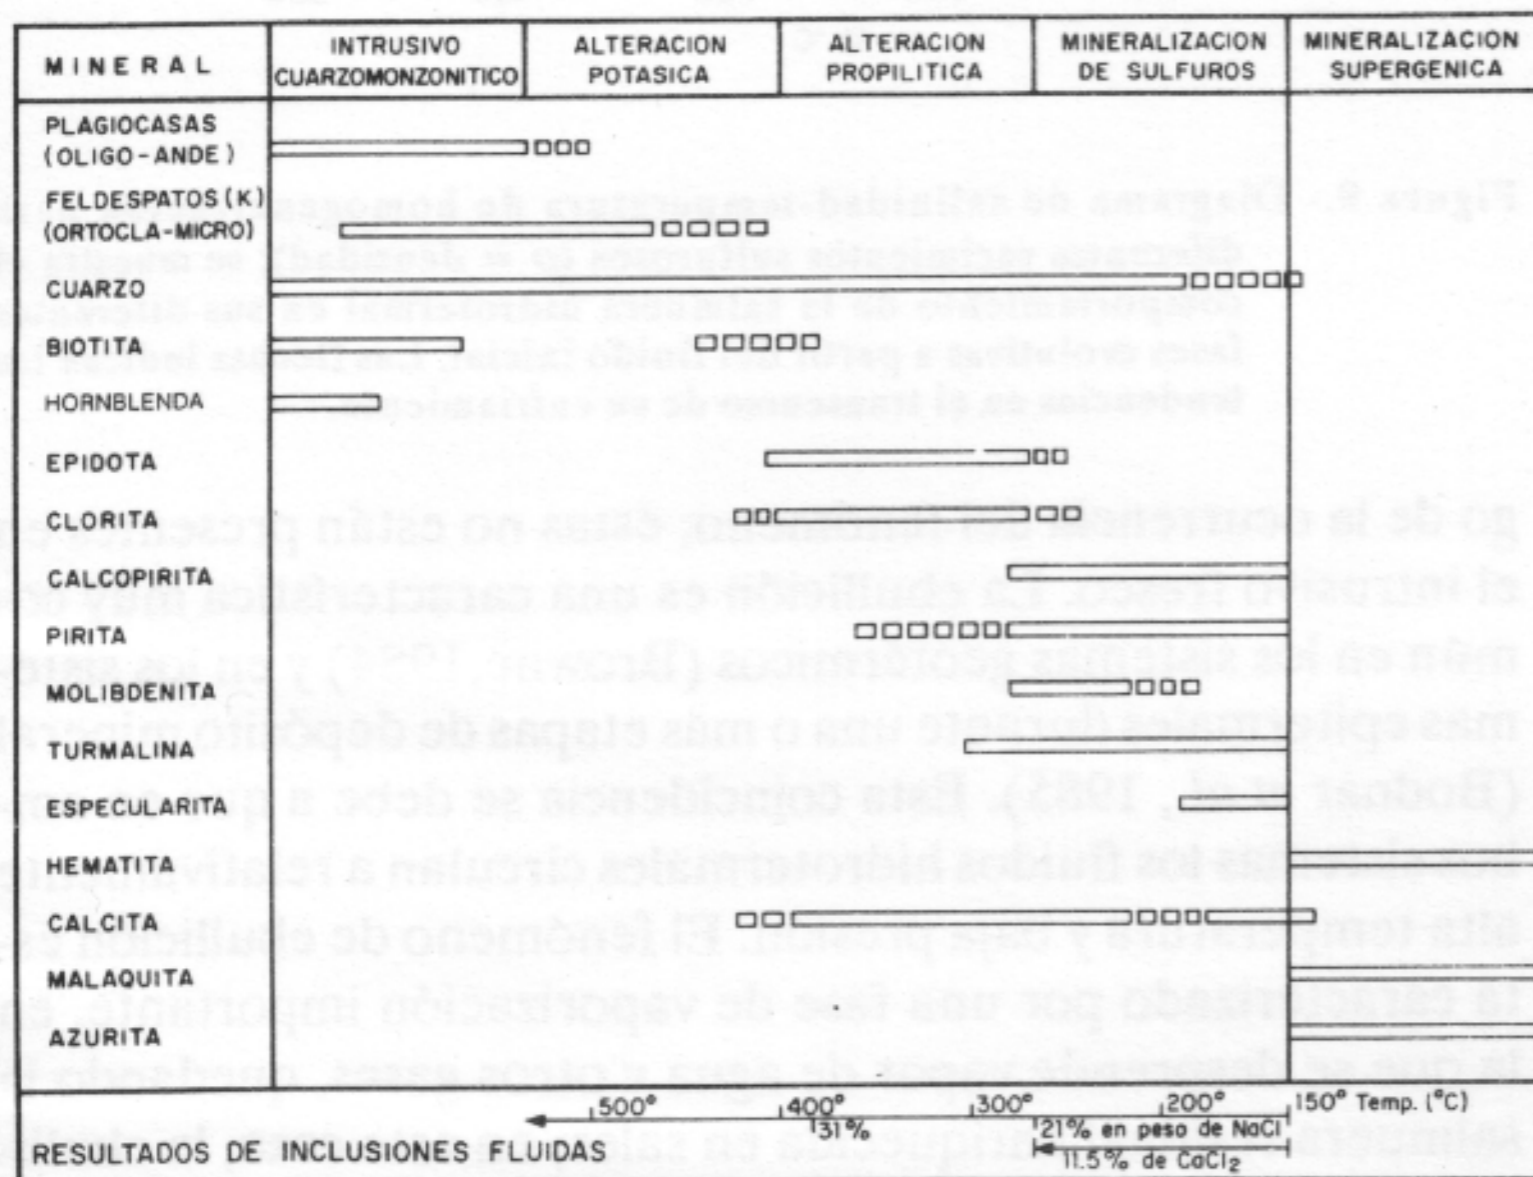 MINERAL
INTRUSIVO
CUARZOMONZONITICO
ALTERACION
POTASICA
ALTERACION
PROPILITICA
MINERALIZACION
DE SULFUROS
MINERALIZACION
SUPERGENICA
PLAGIOCASAS
(OLIGO-ANDE)
FELDESPATOS (K)
(ORTOCLA-MICRO)
CUARZO
BIOTITA
HORNBLENDA
EPIDOTA
CLORITA
CALCOPIRITA
PIRITA
MOLIBDENITA
TURMALINA
ESPECULARITA
HEMATITA
CALCITA
MALAQUITA
AZURITA
500° 400° 300° 200° 150° Temp. (°C)
31% 21% en peso de NaCl
11.5% de CaCl₂
RESULTADOS DE INCLUSIONES FLUIDAS